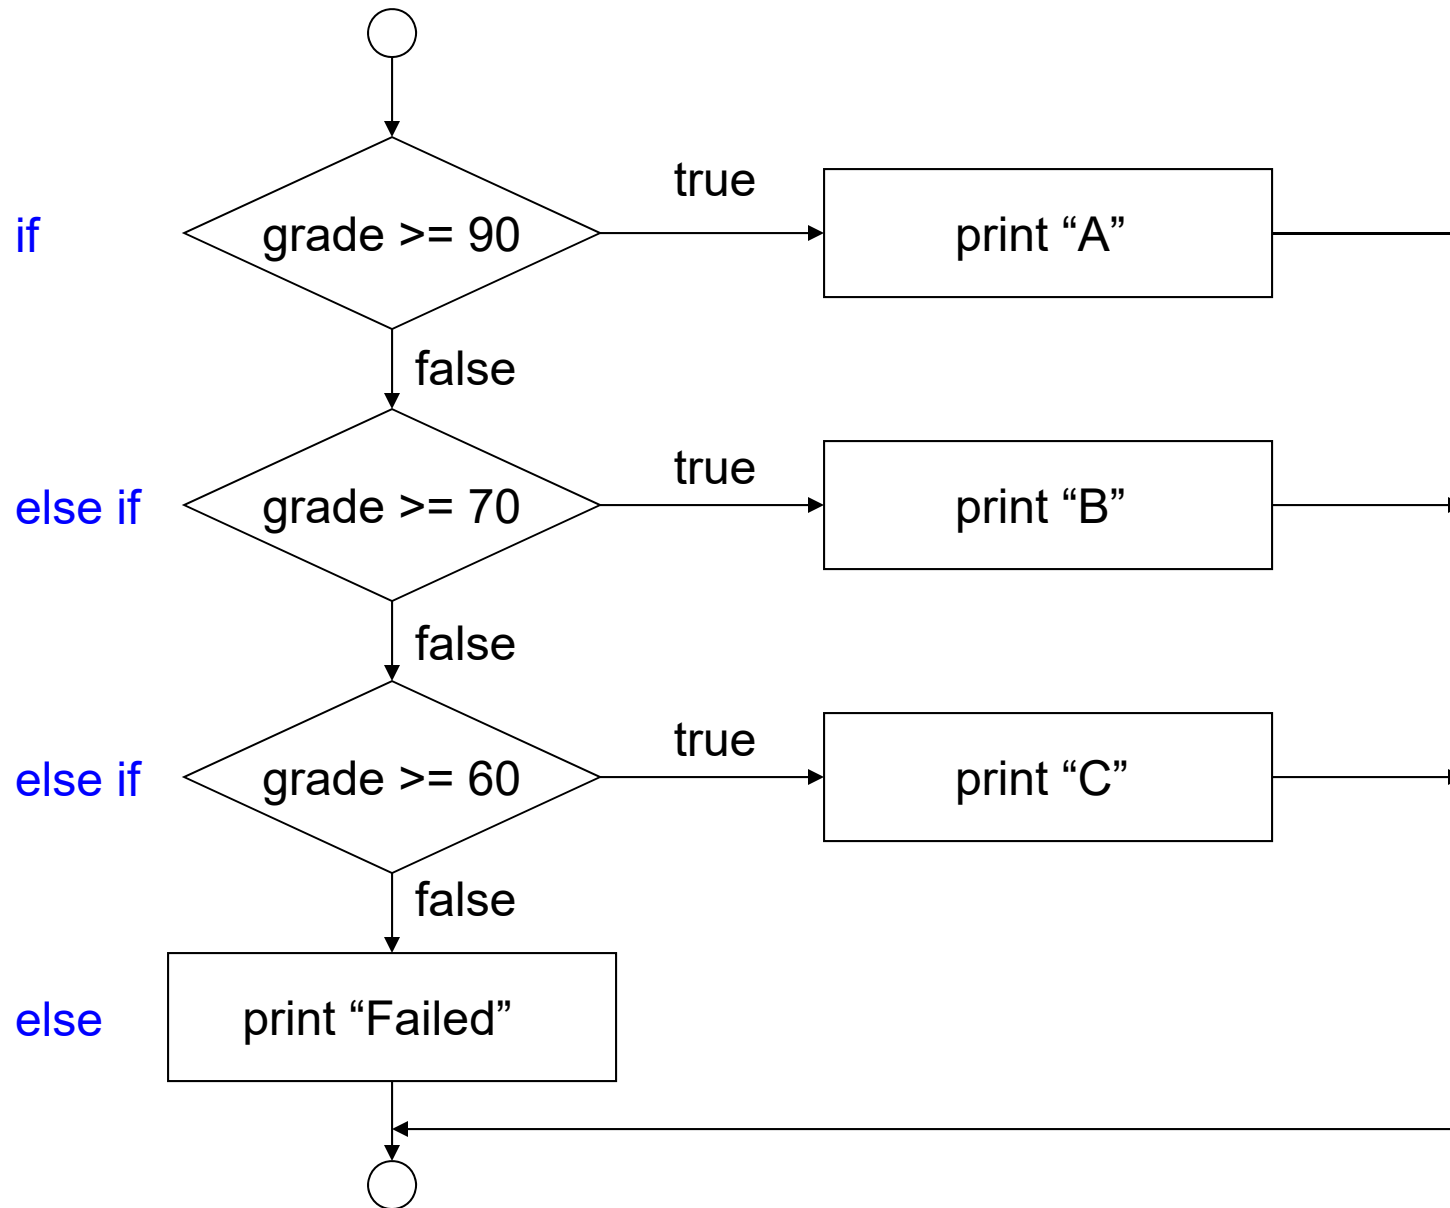 true
if
grade >= 90
print “A”
false
true
else if
grade >= 70
print “B”
false
true
else if
grade >= 60
print “C”
false
else
print “Failed”